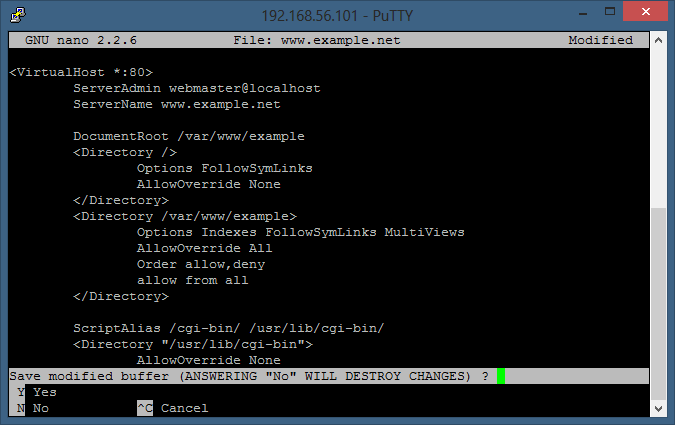 192.168.56.101 - PuTTY
GNU nano 2.2.6 File: www.example.net Modified
<VirtualHost *:80>
ServerAdmin webmaster@localhost
ServerName www.example.net
DocumentRoot /var/www/example
<Directory />
Options FollowSymLinks
AllowOverride None
</Directory>
<Directory /var/www/example>
Options Indexes FollowSymLinks MultiViews
AllowOverride All
Order allow,deny
allow from all
</Directory>
ScriptAlias /cgi-bin/ /usr/lib/cgi-bin/
<Directory "/usr/lib/cgi-bin">
AllowOverride None
Save modified buffer (ANSWERING "No" WILL DESTROY CHANGES) ?
Y Yes
N No ^C Cancel